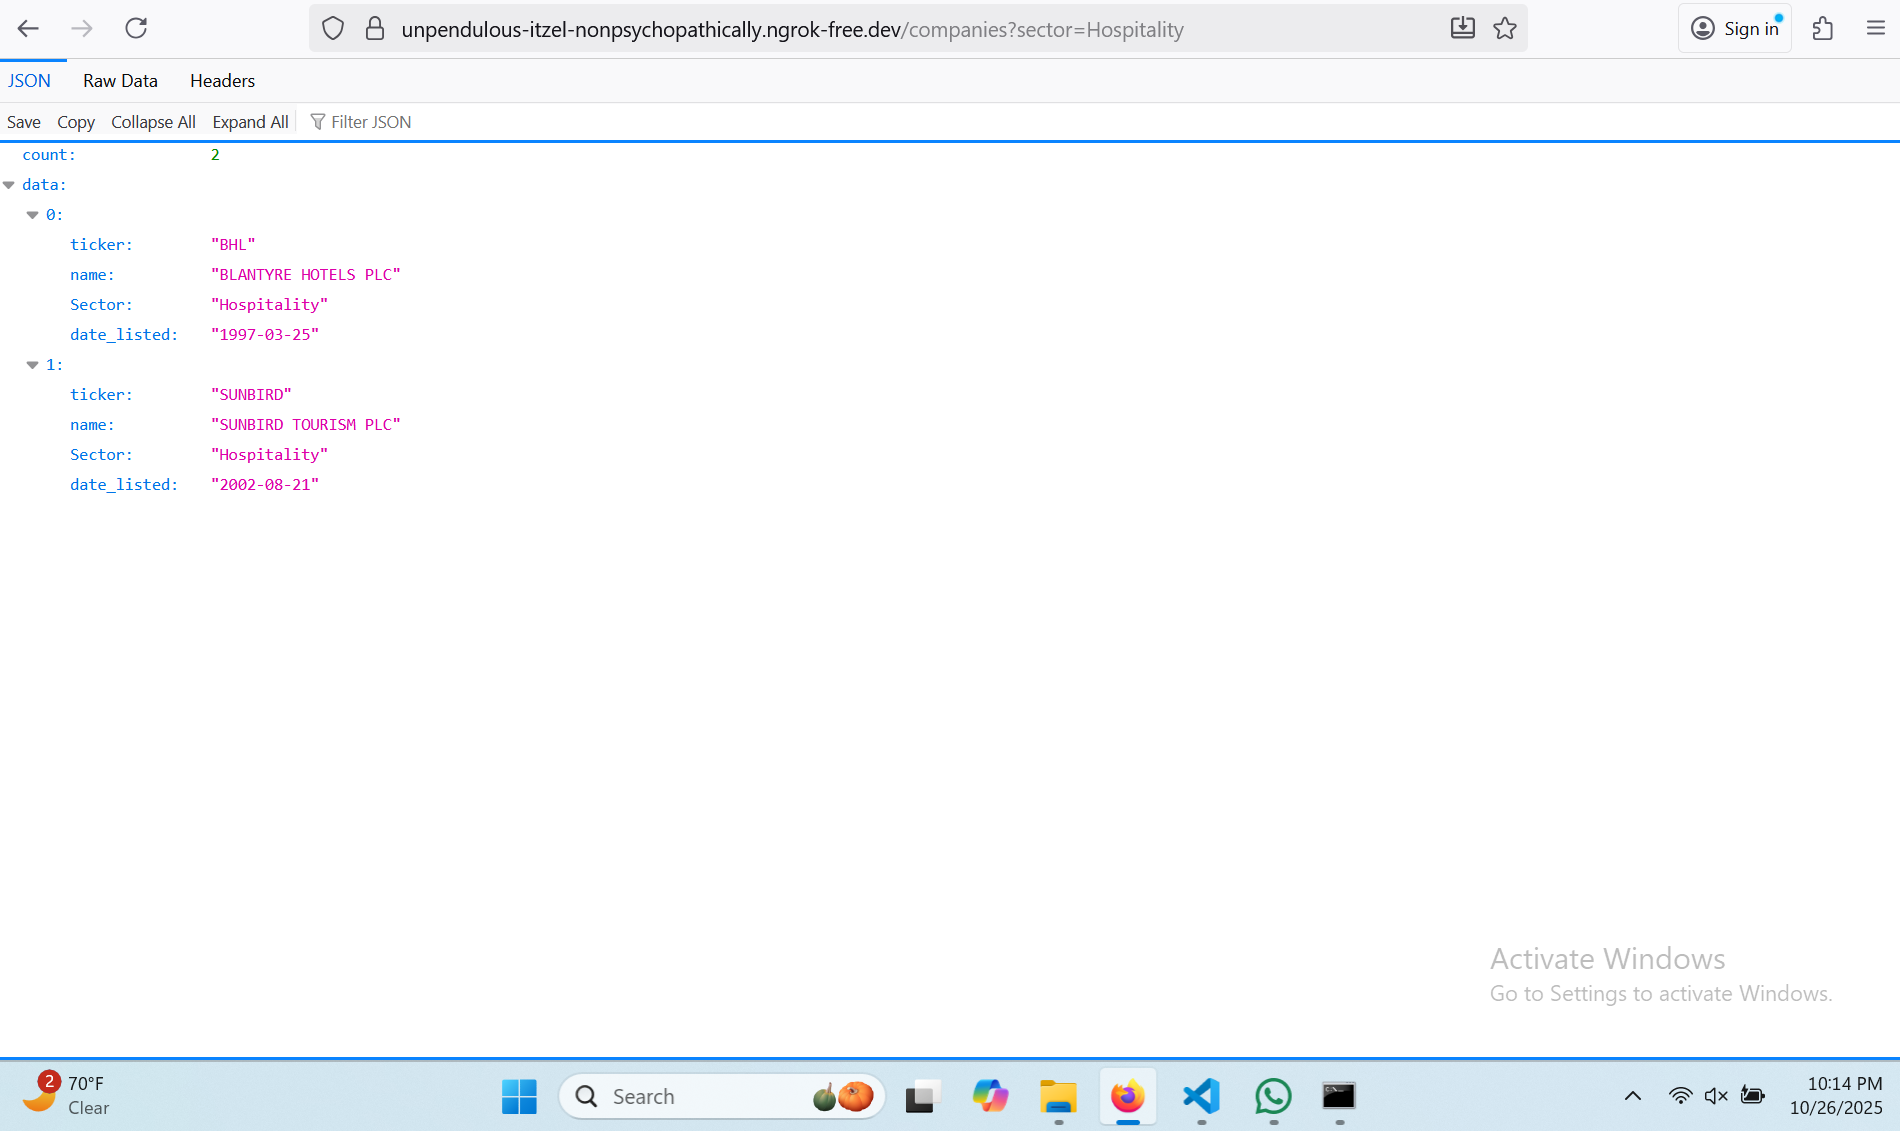 unpendulous-itzel-nonpsychopathically.ngrok-free.dev/companies?sector=Hospitality
Sign in
JSON Raw Data Headers
Save Copy Collapse All Expand All Filter JSON
count: 2
data:
0:
ticker: "BHL"
name: "BLANTYRE HOTELS PLC"
Sector: "Hospitality"
date_listed: "1997-03-25"
1:
ticker: "SUNBIRD"
name: "SUNBIRD TOURISM PLC"
Sector: "Hospitality"
date_listed: "2002-08-21"
Activate Windows
Go to Settings to activate Windows.
2
70°F
Clear
Search
10:14 PM
10/26/2025